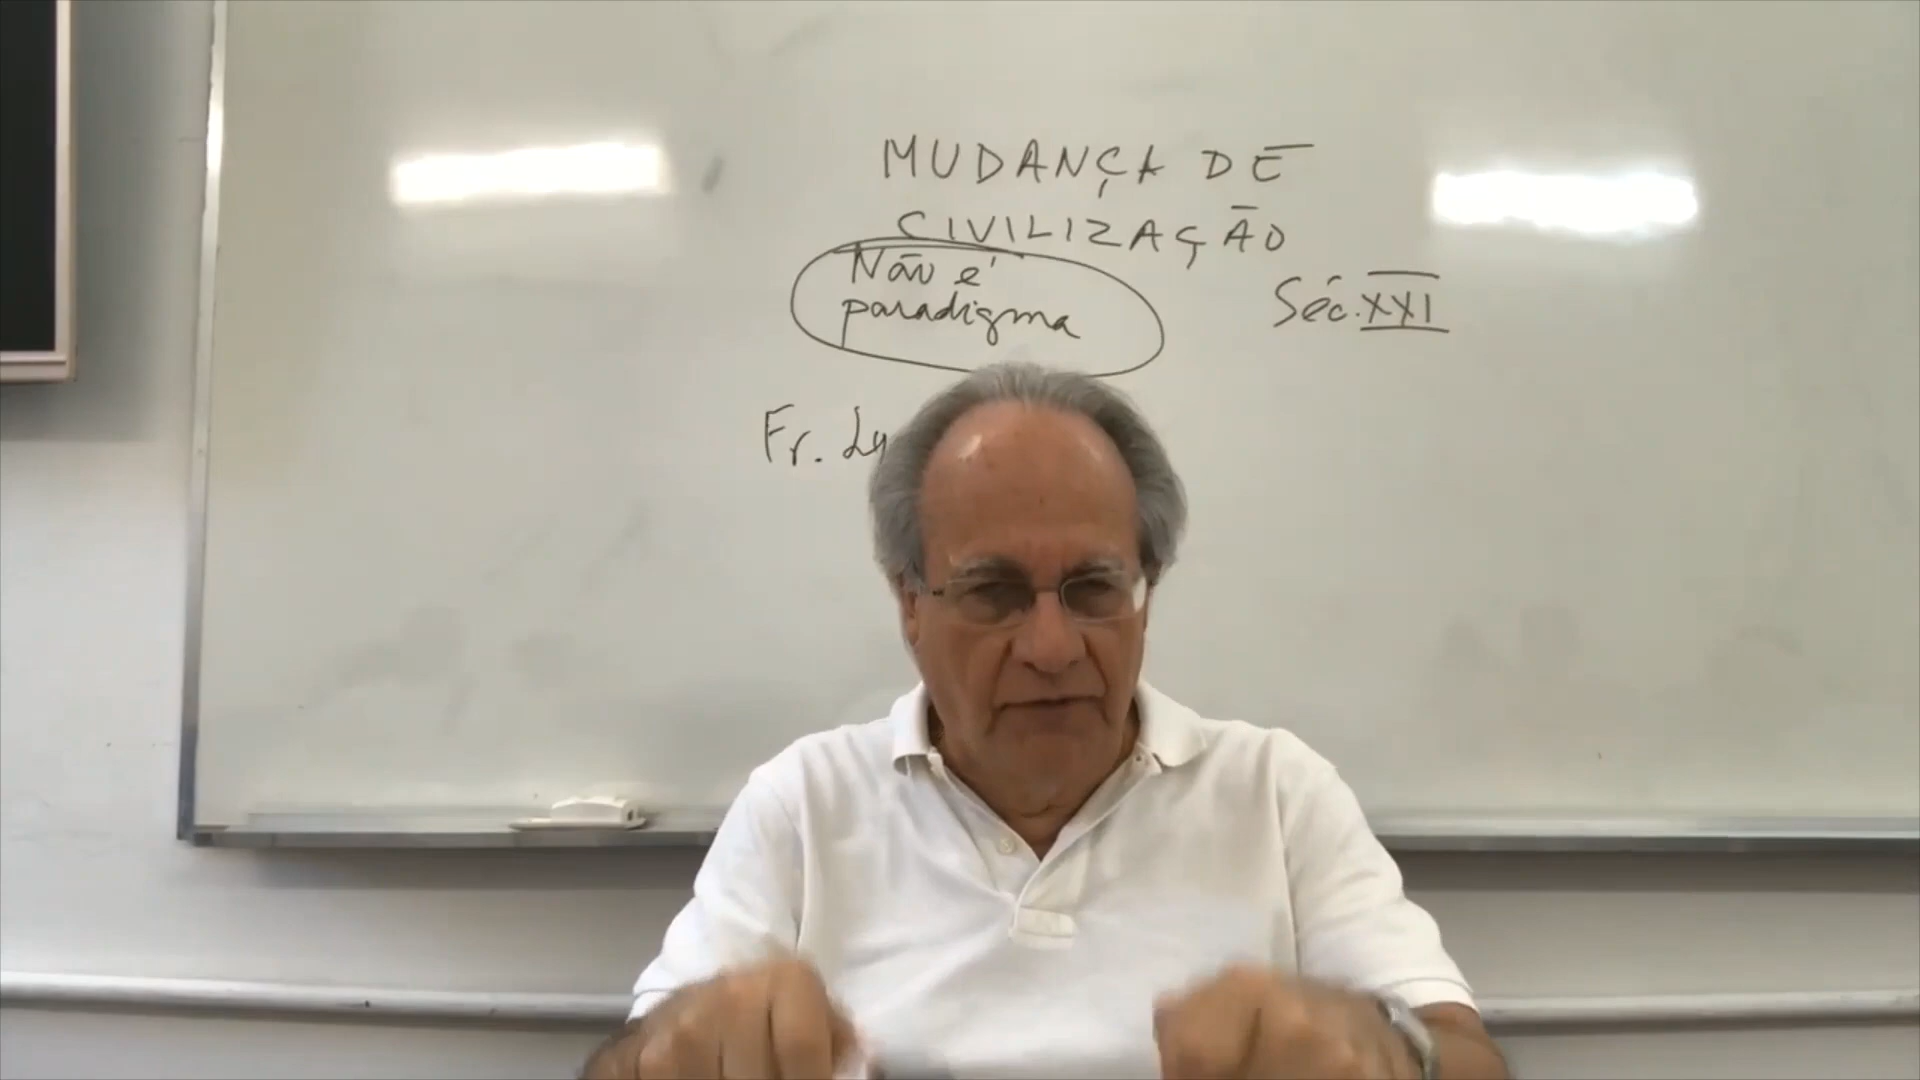 MUDANÇA DE
CIVILIZAÇÃO
Não é
paradigma
Séc. XXI
Fr.